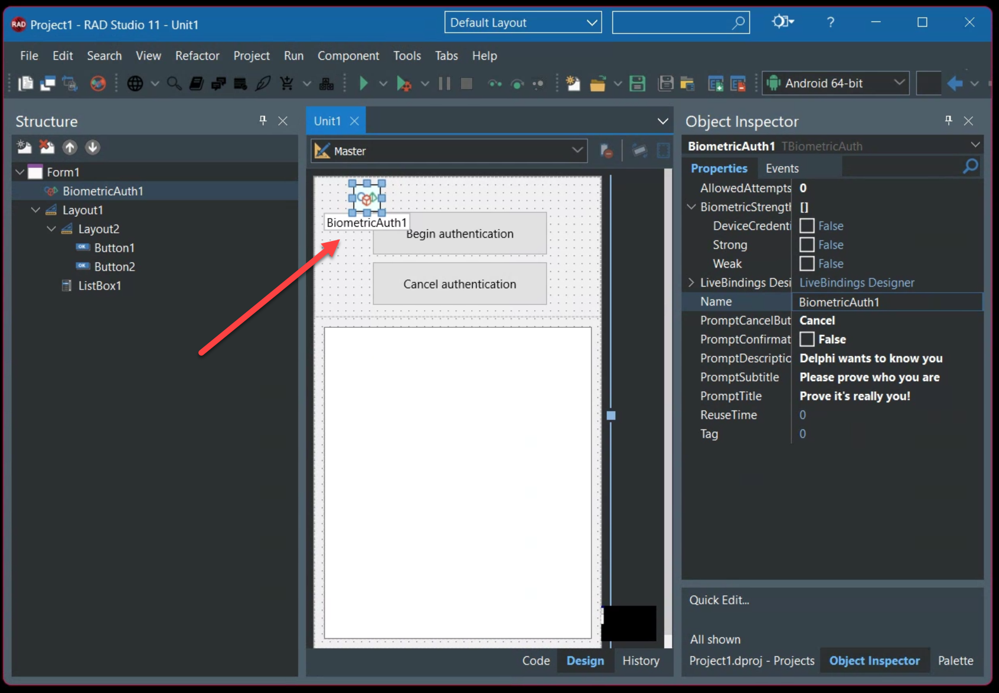 RAD Project1 - RAD Studio 11 - Unit1
Default Layout
?
File Edit Search View Refactor Project Run Component Tools Tabs Help
Android 64-bit
Structure
Form1
BiometricAuth1
Layout1
Layout2
OK Button1
OK Button2
ListBox1
Unit1
Master
BiometricAuth1
Begin authentication
Cancel authentication
Code Design History
Object Inspector
BiometricAuth1 TBiometricAuth
Properties Events
AllowedAttempts 0
BiometricStrengt []
DeviceCredenti False
Strong False
Weak False
LiveBindings Desi LiveBindings Designer
Name BiometricAuth1
PromptCancelBut Cancel
PromptConfirmat False
PromptDescriptic Delphi wants to know you
PromptSubtitle Please prove who you are
PromptTitle Prove it's really you!
ReuseTime 0
Tag 0
Quick Edit...
All shown
Project1.dproj - Projects Object Inspector Palette